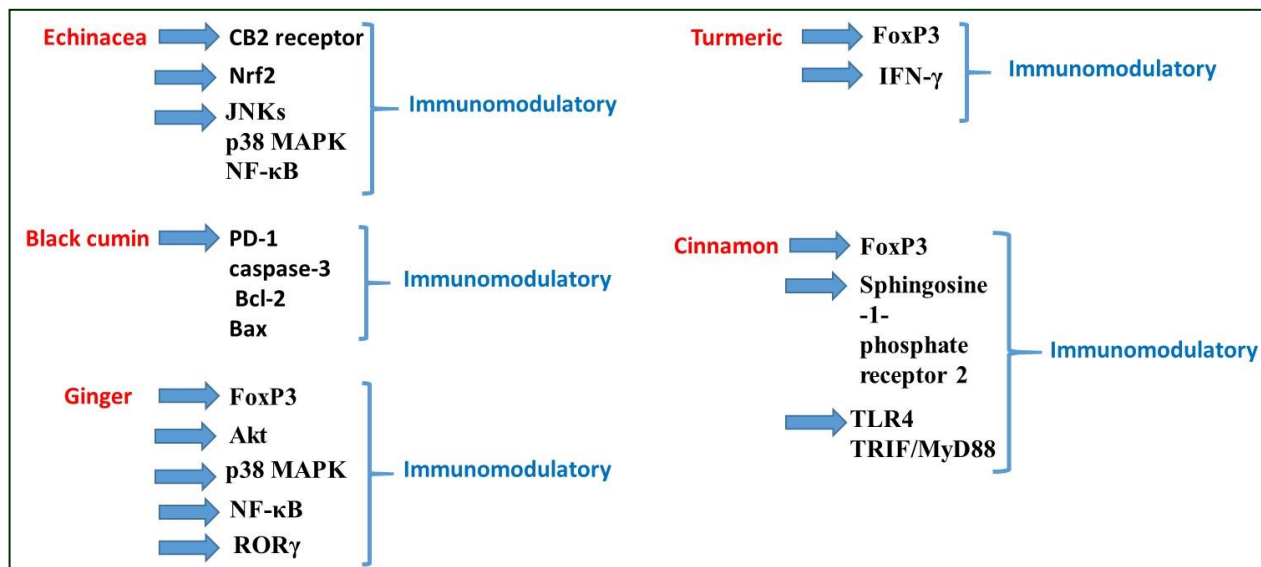 Echinacea
CB2 receptor
Nrf2
JNKs
p38 MAPK
NF-κB
Immunomodulatory
Black cumin
PD-1
caspase-3
Bcl-2
Bax
Immunomodulatory
Ginger
FoxP3
Akt
p38 MAPK
NF-κB
RORγ
Immunomodulatory
Turmeric
FoxP3
IFN-γ
Immunomodulatory
Cinnamon
FoxP3
Sphingosine
-1-
phosphate
receptor 2
TLR4
TRIF/MyD88
Immunomodulatory